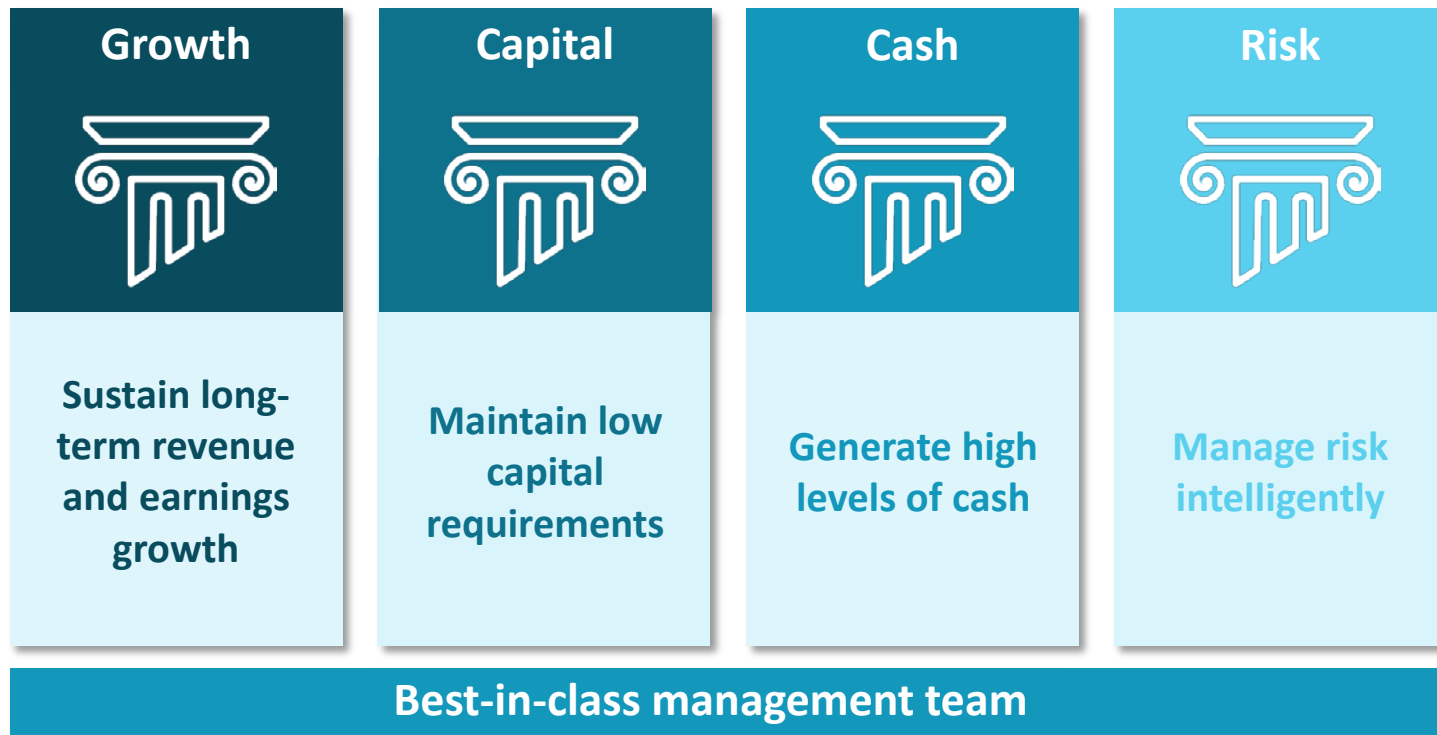 Growth
Sustain long-
term revenue
and earnings
growth
Capital
Maintain low
capital
requirements
Cash
Generate high
levels of cash
Risk
Manage risk
intelligently
Best-in-class management team